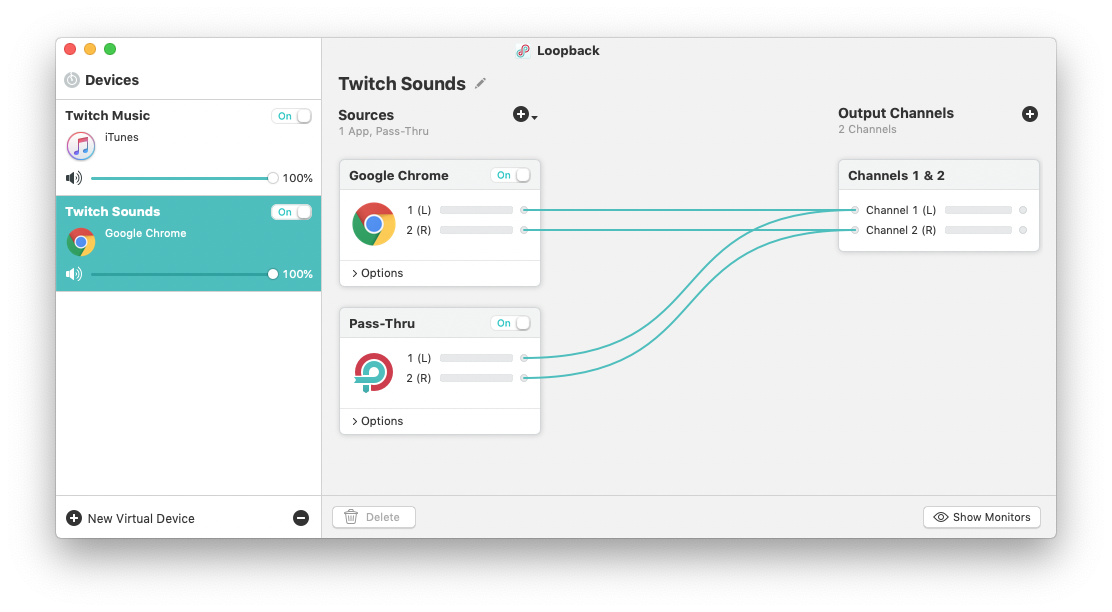 Loopback
Devices
Twitch Music
On
iTunes
100%
Twitch Sounds
On
Google Chrome
100%
New Virtual Device
Twitch Sounds
Sources
1 App, Pass-Thru
Google Chrome
On
1 (L)
2 (R)
Options
Pass-Thru
On
1 (L)
2 (R)
Options
Output Channels
2 Channels
Channels 1 & 2
Channel 1 (L)
Channel 2 (R)
Delete
Show Monitors